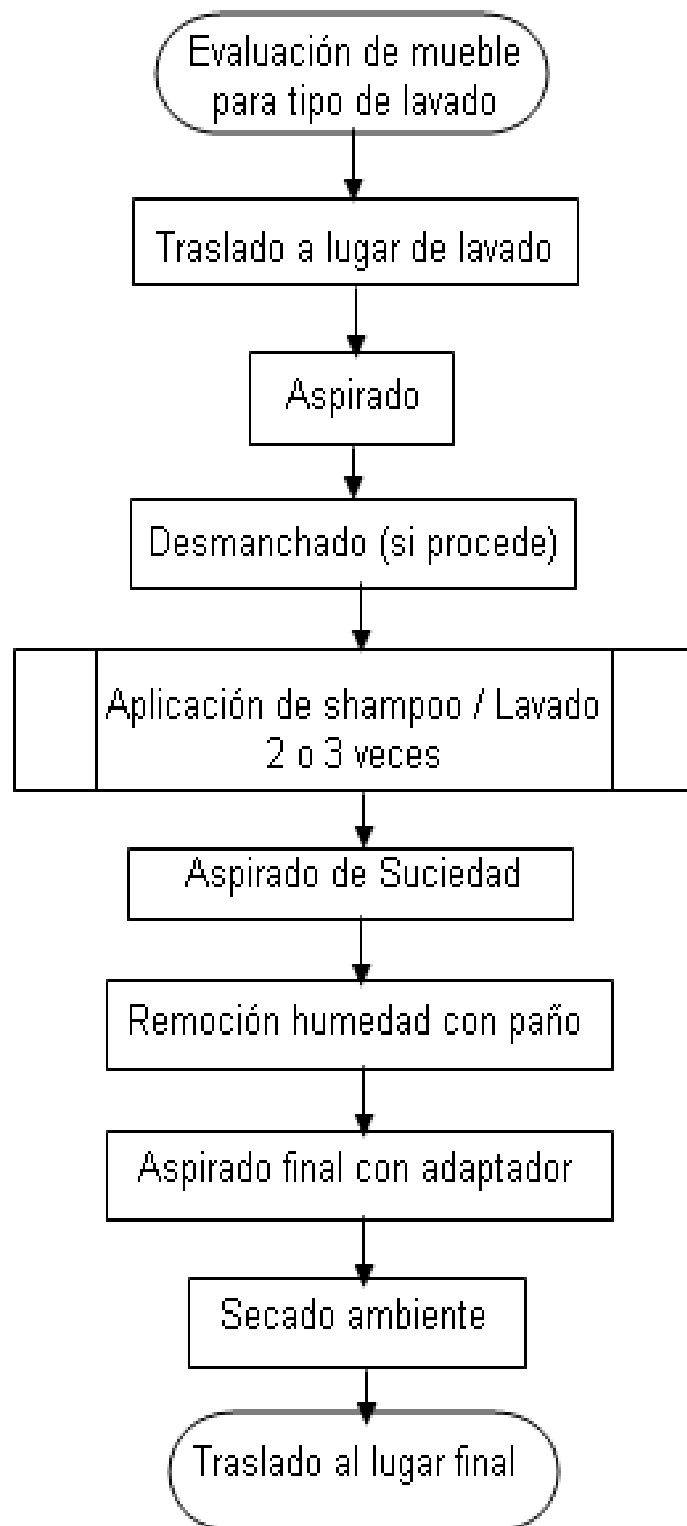 Evaluación de mueble
para tipo de lavado
Traslado a lugar de lavado
Aspirado
Desmanchado (si procede)
Aplicación de shampoo / Lavado
2 o 3 veces
Aspirado de Suciedad
Remoción humedad con paño
Aspirado final con adaptador
Secado ambiente
Traslado al lugar final